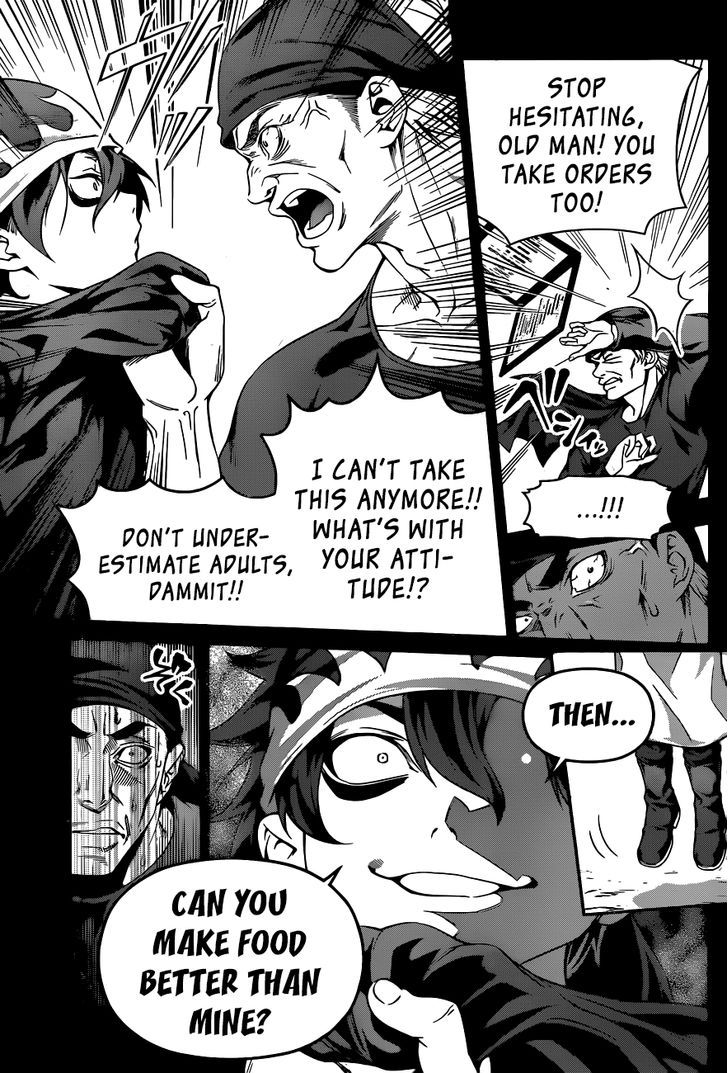 STOP
HESITATING,
OLD MAN! YOU
TAKE ORDERS
TOO!
...!!!
I CAN'T TAKE
THIS ANYMORE!!
WHAT'S WITH
YOUR ATTI-
TUDE!?
DON'T UNDER-
ESTIMATE ADULTS,
DAMMIT!!
THEN...
CAN YOU
MAKE FOOD
BETTER THAN
MINE?